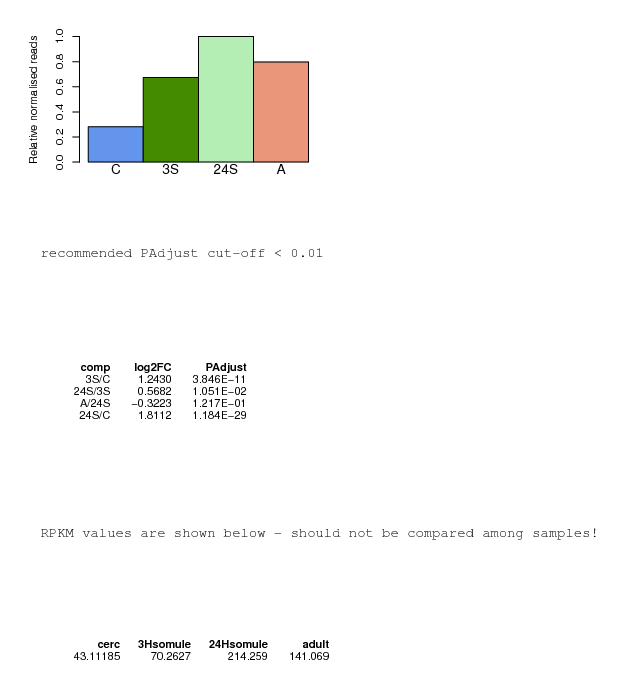 Relative normalised reads
1.0
0.8
0.6
0.4
0.2
0.0
C 3S 24S A
recommended PAdjust cut-off < 0.01
comp log2FC PAdjust
3S/C 1.2430 3.846E-11
24S/3S 0.5682 1.051E-02
A/24S -0.3223 1.217E-01
24S/C 1.8112 1.184E-29
RPKM values are shown below - should not be compared among samples!
cerc 3Hsomule 24Hsomule adult
43.11185 70.2627 214.259 141.069